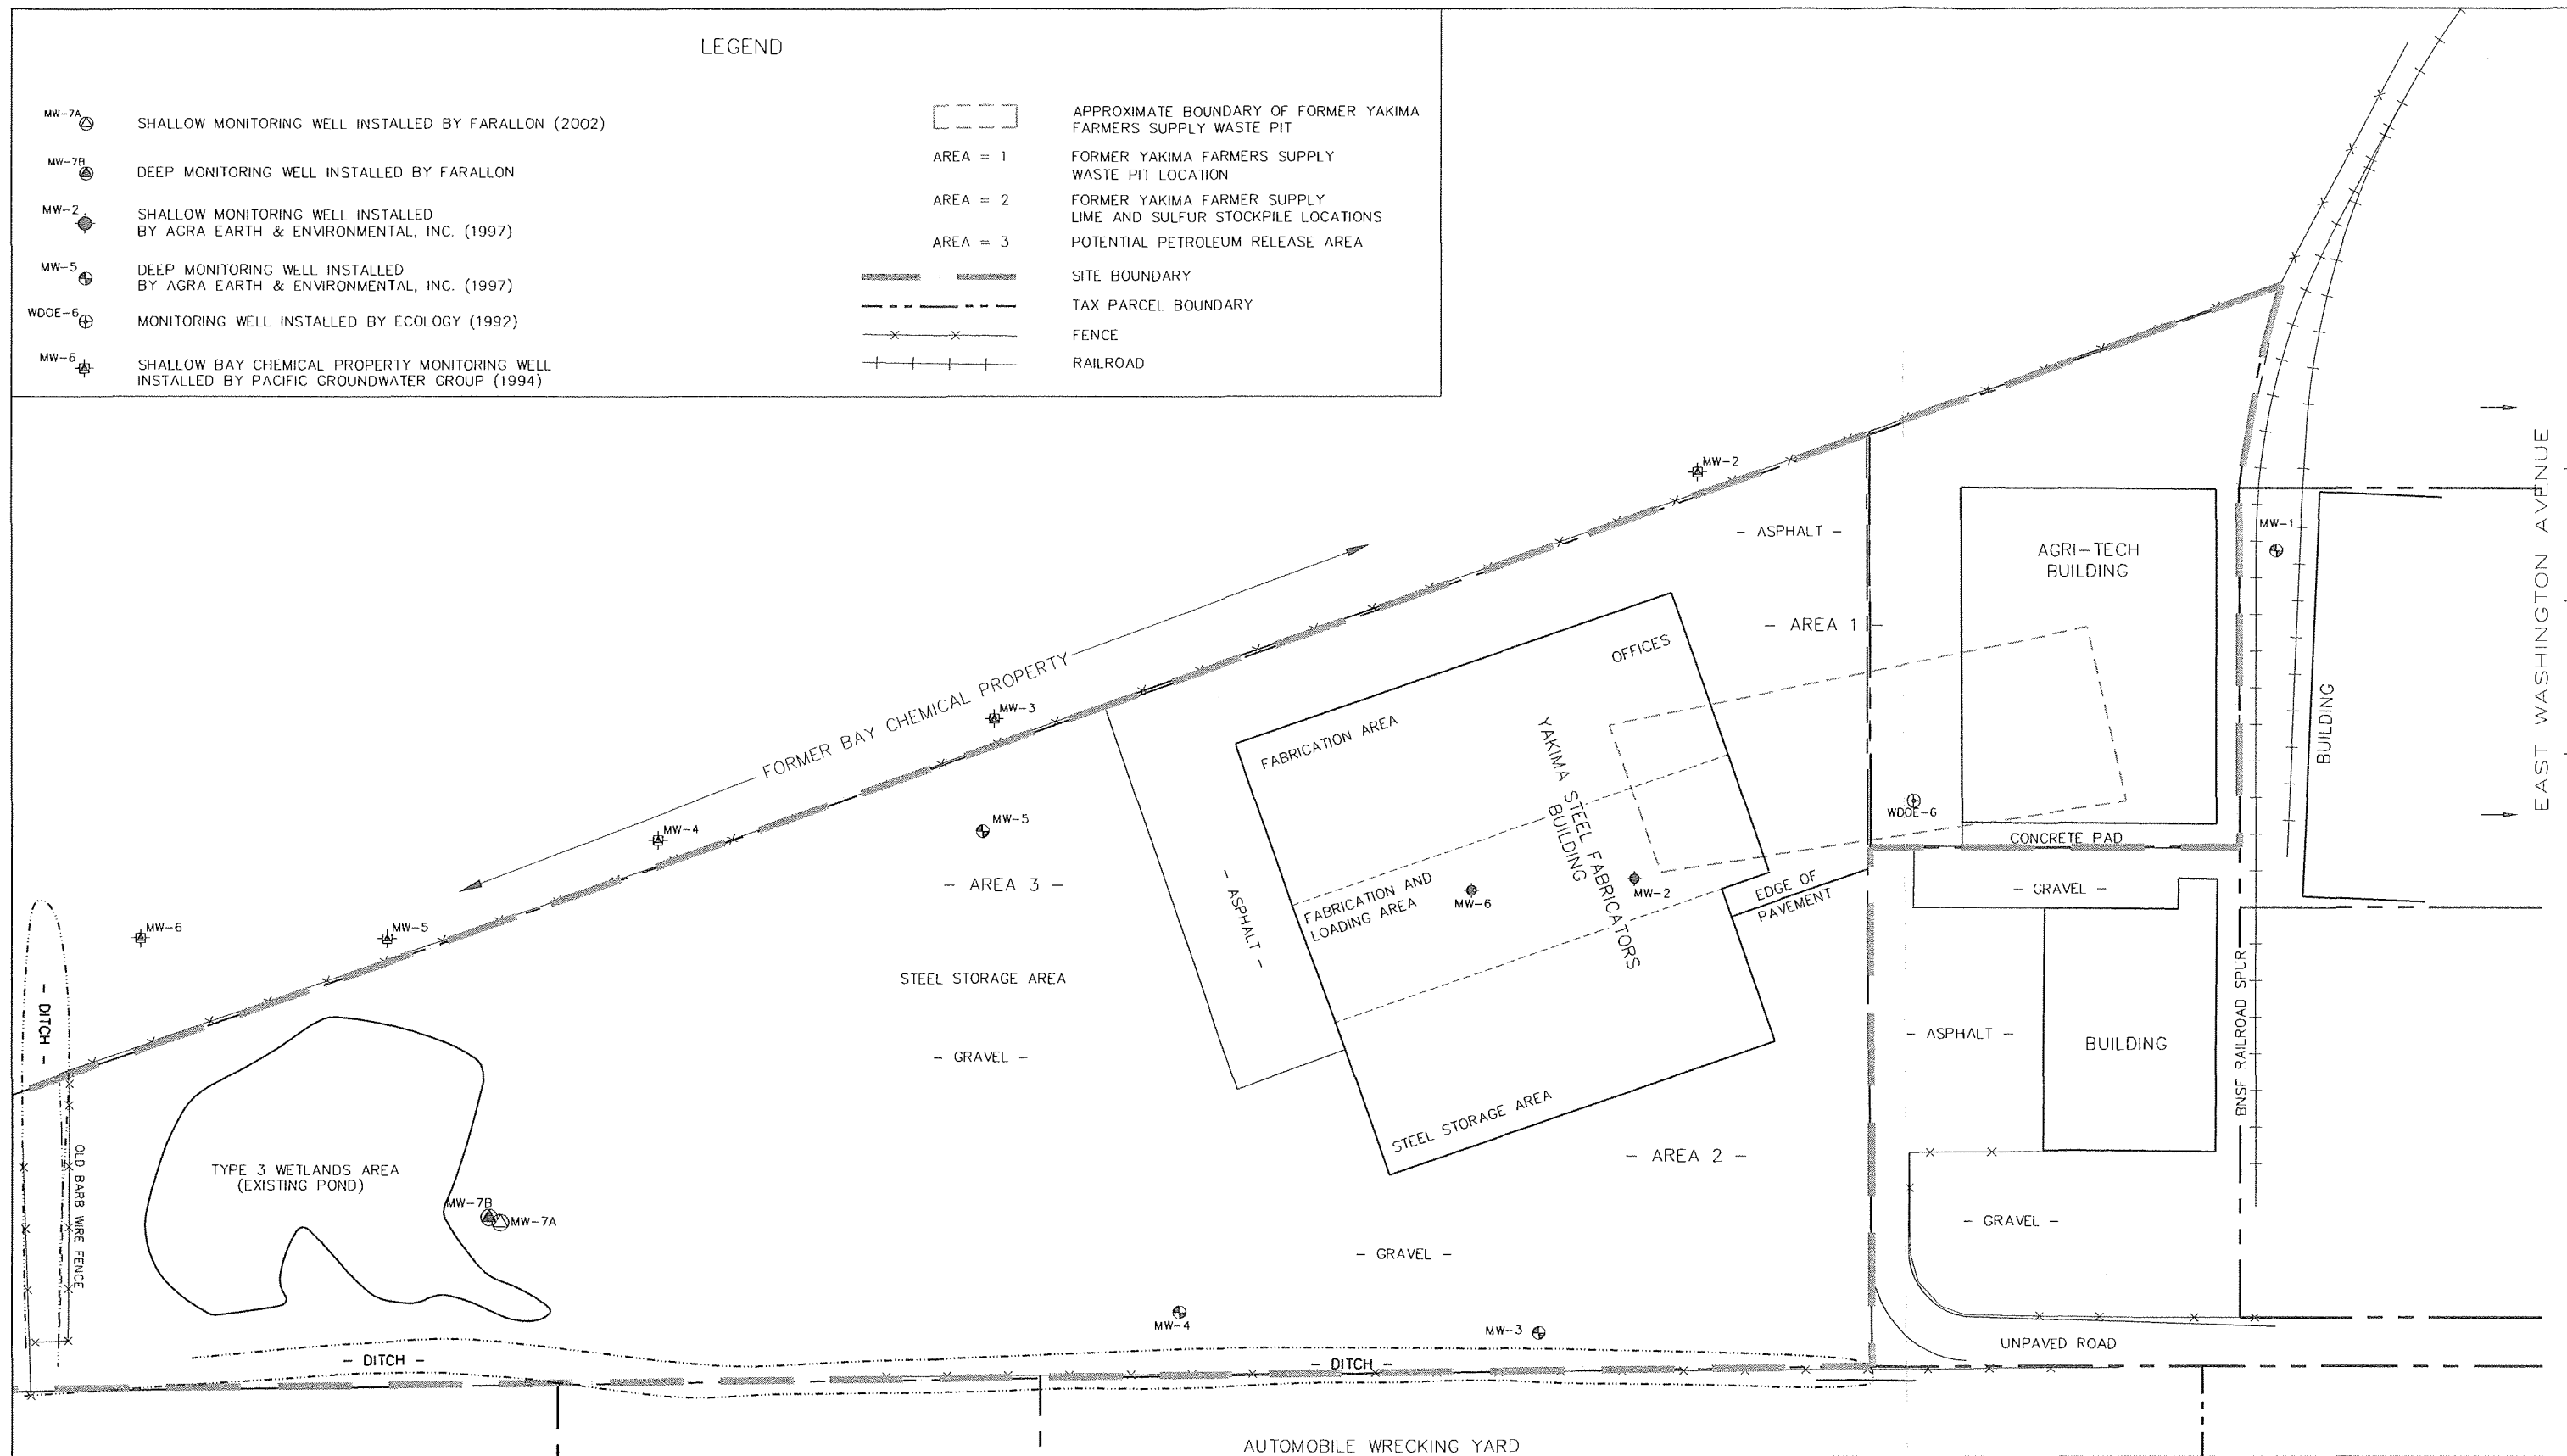 LEGEND
MW-7A
SHALLOW MONITORING WELL INSTALLED BY FARALLON (2002)
MW-7B
DEEP MONITORING WELL INSTALLED BY FARALLON
MW-2
SHALLOW MONITORING WELL INSTALLED
BY AGRA EARTH & ENVIRONMENTAL, INC. (1997)
MW-5
DEEP MONITORING WELL INSTALLED
BY AGRA EARTH & ENVIRONMENTAL, INC. (1997)
WDOE-6
MONITORING WELL INSTALLED BY ECOLOGY (1992)
MW-6
SHALLOW BAY CHEMICAL PROPERTY MONITORING WELL
INSTALLED BY PACIFIC GROUNDWATER GROUP (1994)
APPROXIMATE BOUNDARY OF FORMER YAKIMA
FARMERS SUPPLY WASTE PIT
AREA = 1
FORMER YAKIMA FARMERS SUPPLY
WASTE PIT LOCATION
AREA = 2
FORMER YAKIMA FARMER SUPPLY
LIME AND SULFUR STOCKPILE LOCATIONS
AREA = 3
POTENTIAL PETROLEUM RELEASE AREA
SITE BOUNDARY
TAX PARCEL BOUNDARY
FENCE
RAILROAD
MW-2
- ASPHALT -
AGRI-TECH
BUILDING
MW-1
EAST WASHINGTON AVENUE
- AREA 1 -
OFFICES
FORMER BAY CHEMICAL PROPERTY
MW-3
FABRICATION AREA
YAKIMA STEEL FABRICATORS
BUILDING
BUILDING
WDOE-6
MW-5
MW-4
CONCRETE PAD
- AREA 3 -
- ASPHALT -
FABRICATION AND
LOADING AREA
MW-6
MW-2
EDGE OF
PAVEMENT
- GRAVEL -
MW-6
MW-5
- DITCH -
STEEL STORAGE AREA
- GRAVEL -
- ASPHALT -
BUILDING
BNSF RAILROAD SPUR
STEEL STORAGE AREA
- AREA 2 -
OLD BARB WIRE FENCE
TYPE 3 WETLANDS AREA
(EXISTING POND)
MW-7B
MW-7A
- GRAVEL -
- GRAVEL -
MW-4
MW-3
UNPAVED ROAD
- DITCH -
- DITCH -
AUTOMOBILE WRECKING YARD